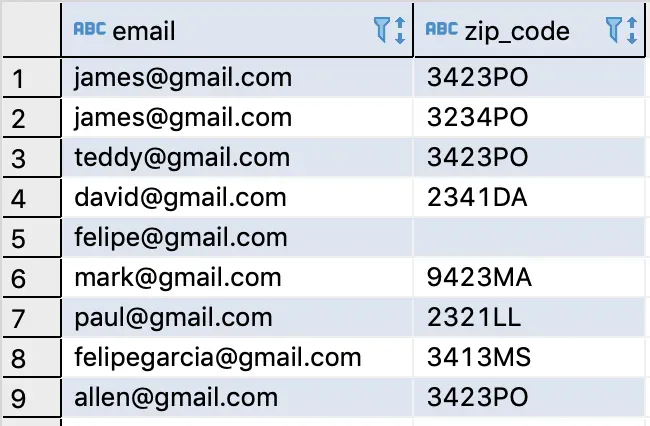 ABC email ABC zip_code
1 james@gmail.com 3423PO
2 james@gmail.com 3234PO
3 teddy@gmail.com 3423PO
4 david@gmail.com 2341DA
5 felipe@gmail.com
6 mark@gmail.com 9423MA
7 paul@gmail.com 2321LL
8 felipegarcia@gmail.com 3413MS
9 allen@gmail.com 3423PO